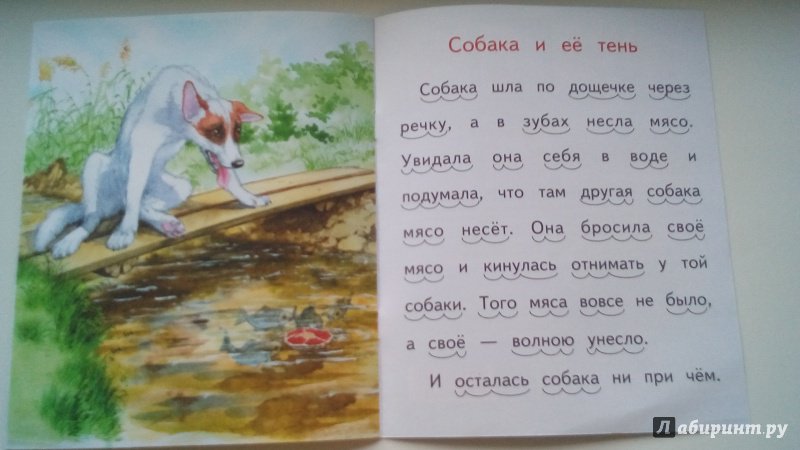 Собака и её тень
Собака шла по дощечке через
речку, а в зубах несла мясо.
Увидала она себя в воде и
подумала, что там другая собака
мясо несёт. Она бросила своё
мясо и кинулась отнимать у той
собаки. Того мяса вовсе не было,
а своё — волною унесло.
И осталась собака ни при чём.
Лабиринт.ру